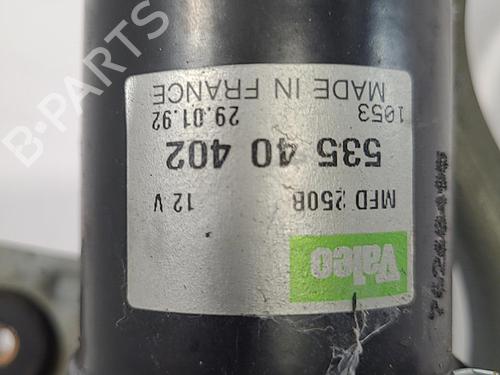 Valeo
MFD 250B 12 V
535 40 402
1053 29.01.92
MADE IN FRANCE
B-PARTS